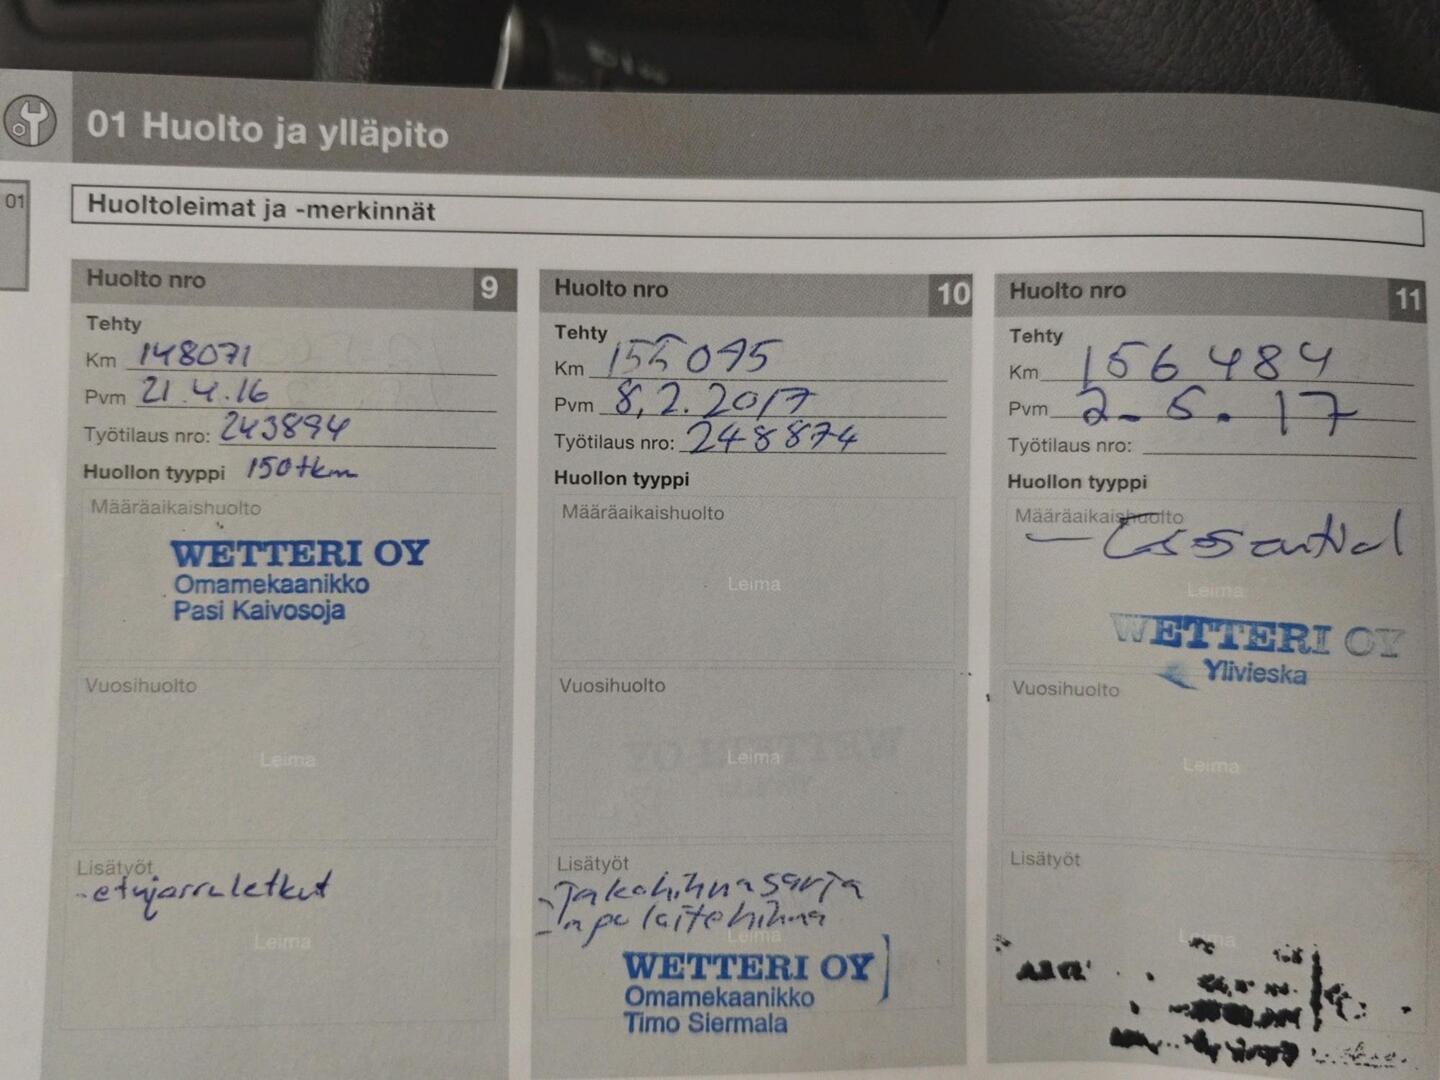 01 Huolto ja ylläpito
01
Huoltoleimat ja -merkinnät
Huolto nro 9
Tehty
Km 148071
Pvm 21.4.16
Työtilaus nro: 243894
Huollon tyyppi 150tkm
Määräaikaishuolto
WETTERI OY
Omamekaanikko
Pasi Kaivosoja
Vuosihuolto
Leima
Lisätyöt
- etujarruletkut
Leima
Huolto nro 10
Tehty
Km 155095
Pvm 8.2.2017
Työtilaus nro: 248874
Huollon tyyppi
Määräaikaishuolto
Leima
Vuosihuolto
Leima
Lisätyöt
- Jakohihnasarja
- apulaitehihna
Leima
WETTERI OY
Omamekaanikko
Timo Siermala
Huolto nro 11
Tehty
Km 156484
Pvm 2.5.17
Työtilaus nro:
Huollon tyyppi
Määräaikaishuolto
Leima
WETTERI OY
Ylivieska
Vuosihuolto
Leima
Lisätyöt
Leima